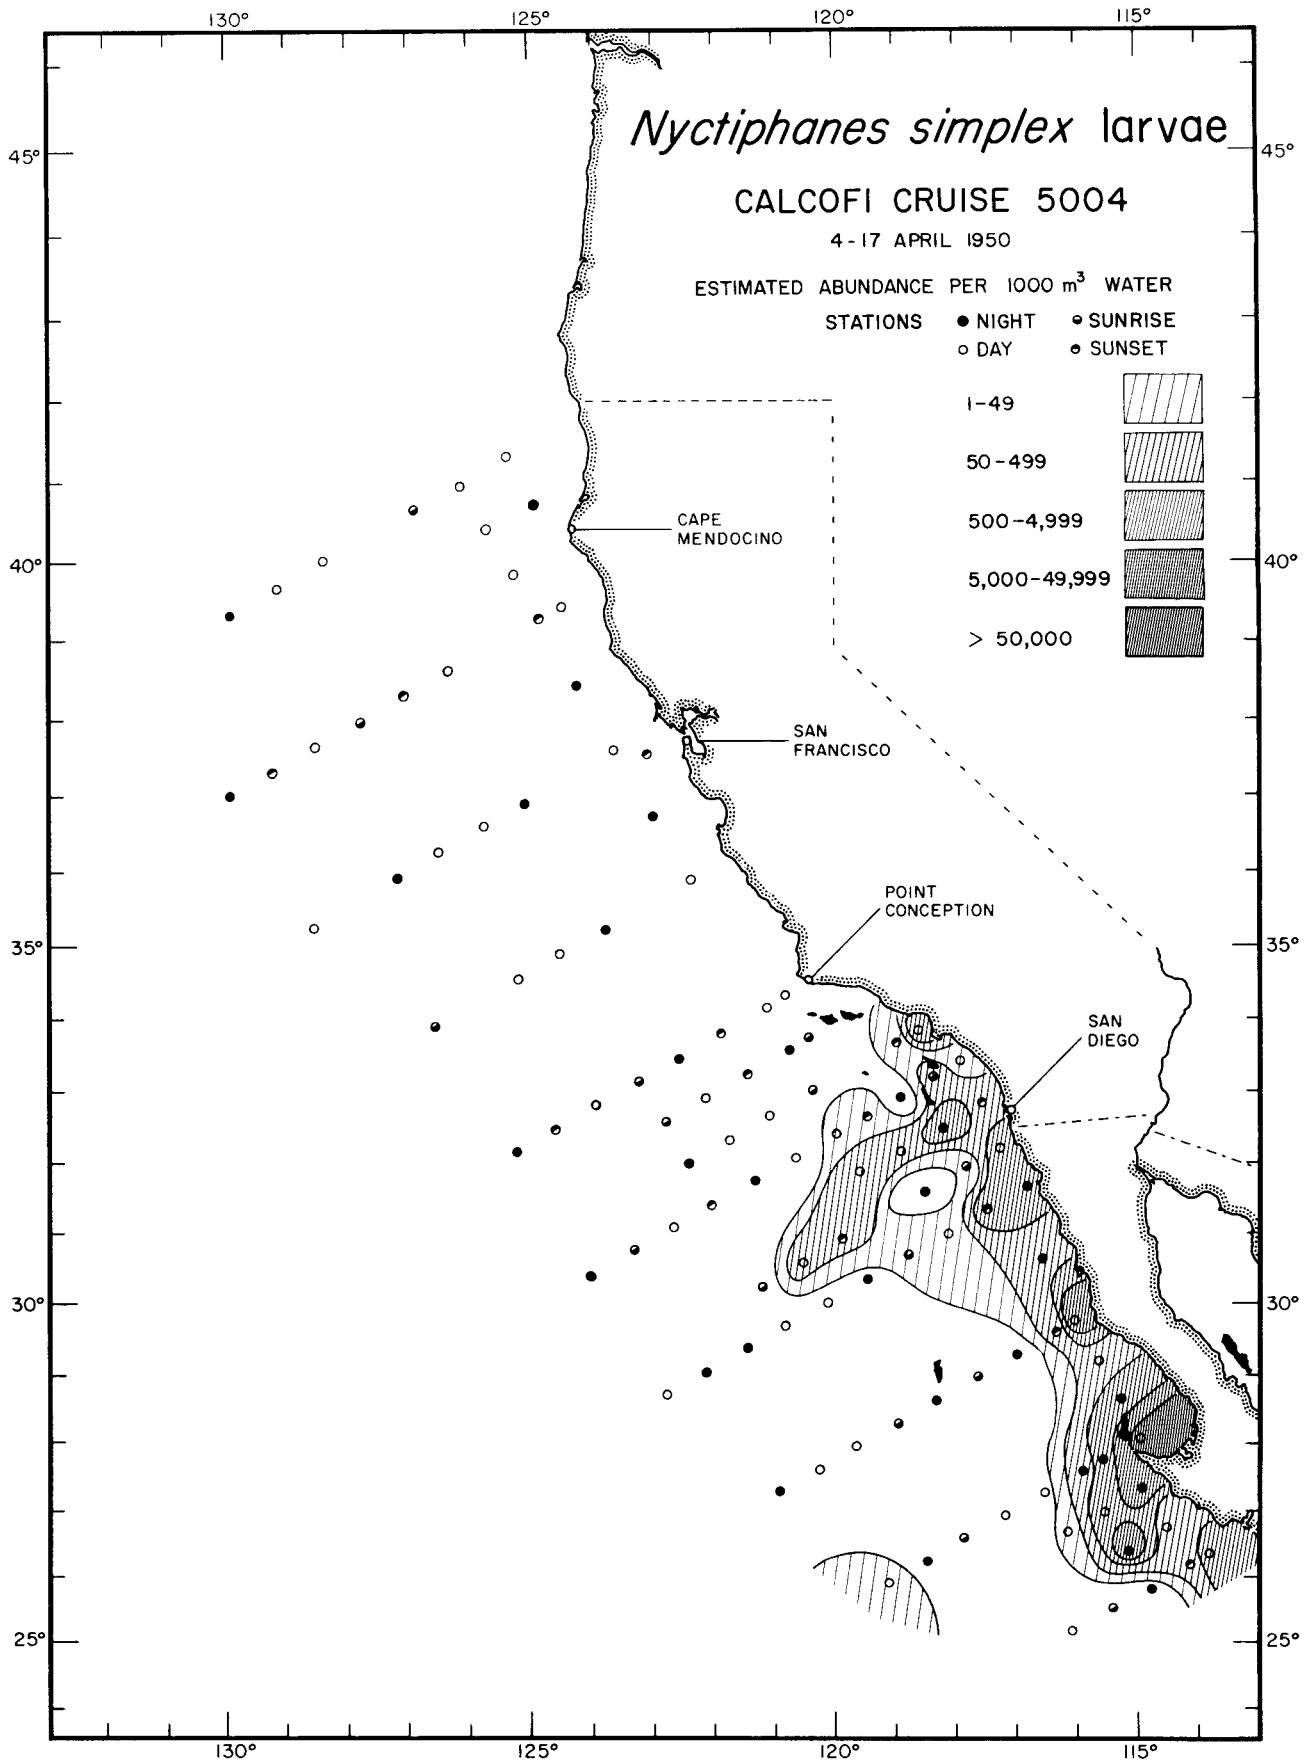 130° 125° 120° 115°
Nyctiphanes simplex larvae
45° 45°
CALCOFI CRUISE 5004
4-17 APRIL 1950
ESTIMATED ABUNDANCE PER 1000 m³ WATER
STATIONS NIGHT SUNRISE
DAY SUNSET
1-49
50-499
500-4,999
5,000-49,999
> 50,000
CAPE
MENDOCINO
40° 40°
SAN
FRANCISCO
POINT
CONCEPTION
35° 35°
SAN
DIEGO
30° 30°
25° 25°
130° 125° 120° 115°